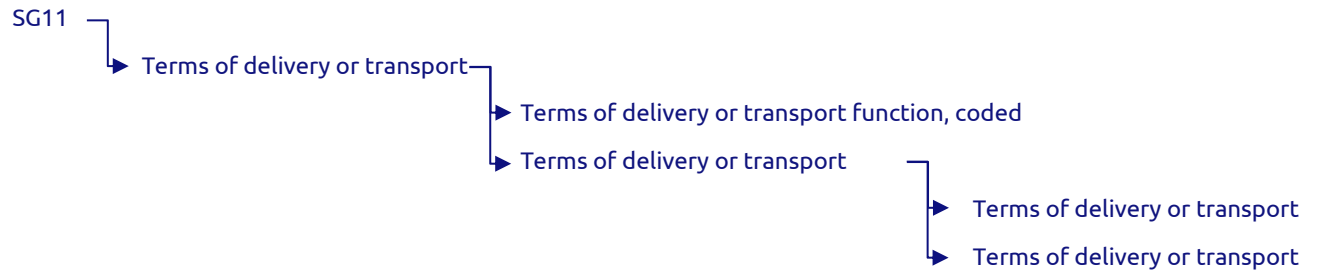 SG11
Terms of delivery or transport
Terms of delivery or transport function, coded
Terms of delivery or transport
Terms of delivery or transport
Terms of delivery or transport